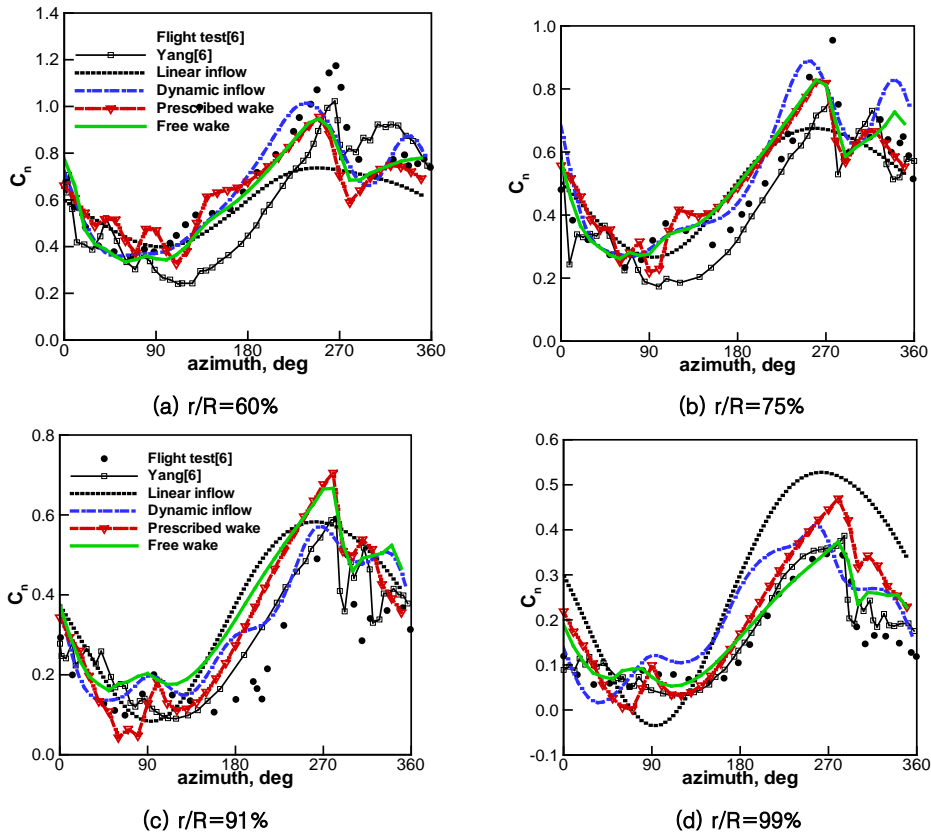 1.4
1.2
1.0
0.8
0.6
0.4
0.2
0.0
C_n
Flight test[6]
Yang[6]
Linear inflow
Dynamic inflow
Prescribed wake
Free wake
0 90 180 270 360
azimuth, deg
(a) r/R=60%
1.0
0.8
0.6
0.4
0.2
0.0
C_n
0 90 180 270 360
azimuth, deg
(b) r/R=75%
0.8
0.6
0.4
0.2
0.0
C_n
Flight test[6]
Yang[6]
Linear inflow
Dynamic inflow
Prescribed wake
Free wake
0 90 180 270 360
azimuth, deg
(c) r/R=91%
0.6
0.5
0.4
0.3
0.2
0.1
0.0
-0.1
C_n
0 90 180 270 360
azimuth, deg
(d) r/R=99%